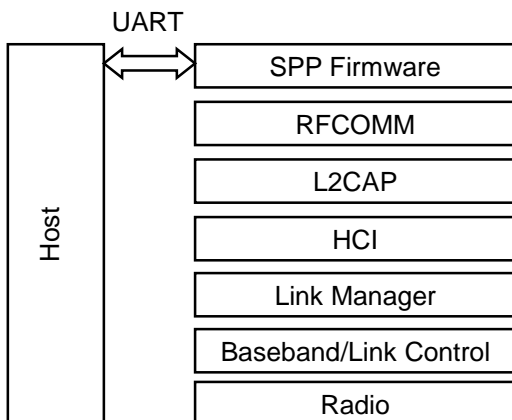 UART
SPP Firmware
RFCOMM
L2CAP
HCI
Host
Link Manager
Baseband/Link Control
Radio